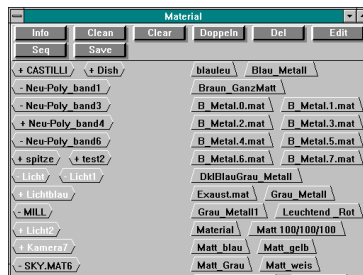 Material
Info Clean Clear Doppeln Del Edit
Seq Save
+ CASTILLI + Dish blauleu Blau_Metall
- Neu-Poly_band1 Braun_GanzMatt
- Neu-Poly_band3 B_Metal.0.mat B_Metal.1.mat
+ Neu-Poly_band4 B_Metal.2.mat B_Metal.3.mat
- Neu-Poly_band6 B_Metal.4.mat B_Metal.5.mat
+ spitze + test2 B_Metal.6.mat B_Metal.7.mat
- Licht - Licht1 DklBlauGrau_Metall
+ Lichtblau Exaust.mat Grau_Metall
- MILL Grau_Metall1 Leuchtend_Rot
+ Licht2 Material Matt 100/100/100
+ Kamera7 Matt_blau Matt_gelb
- SKY.MAT6 Matt_Grau Matt_weis